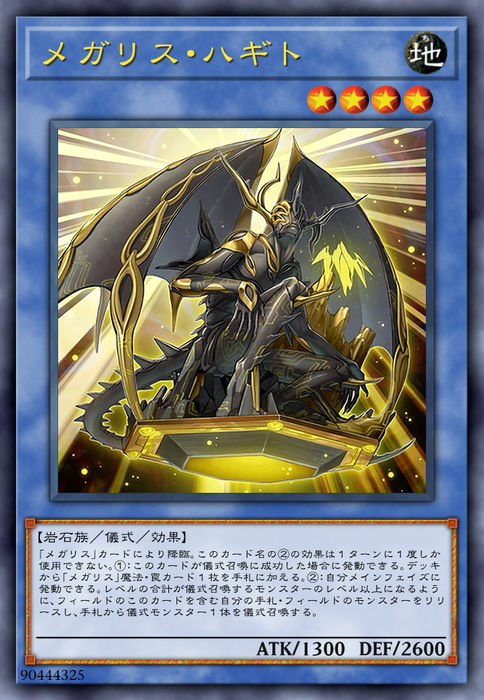 メガリス・ハギト
ち
地
【岩石族／儀式／効果】
「メガリス」カードにより降臨。このカード名の②の効果は１ターンに１度しか
使用できない。①：このカードが儀式召喚に成功した場合に発動できる。デッキ
から「メガリス」魔法・罠カード１枚を手札に加える。②：自分メインフェイズに
発動できる。レベルの合計が儀式召喚するモンスターのレベル以上になるよう
に、フィールドのこのカードを含む自分の手札・フィールドのモンスターをリリ
ースし、手札から儀式モンスター１体を儀式召喚する。
ATK/1300 DEF/2600
90444325